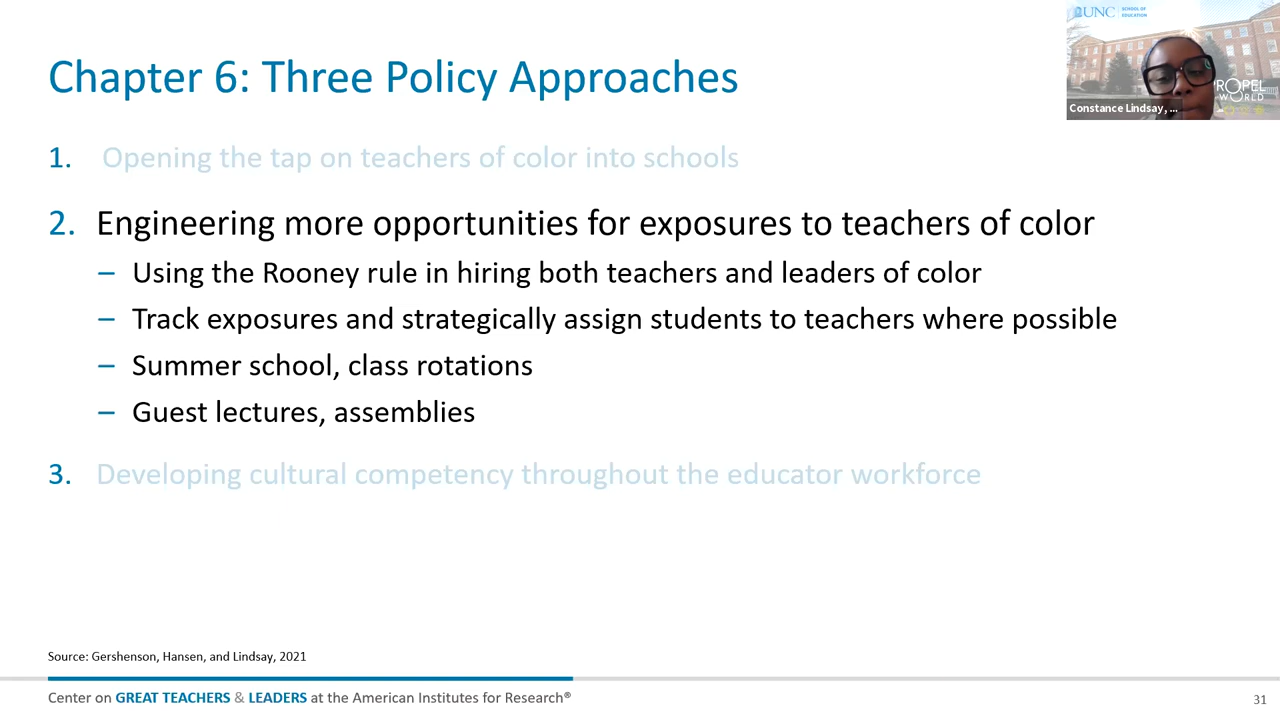 Chapter 6: Three Policy Approaches
UNC SCHOOL OF
EDUCATION
ROPEL
WORLD
Constance Lindsay, ...
1. Opening the tap on teachers of color into schools
2. Engineering more opportunities for exposures to teachers of color
– Using the Rooney rule in hiring both teachers and leaders of color
– Track exposures and strategically assign students to teachers where possible
– Summer school, class rotations
– Guest lectures, assemblies
3. Developing cultural competency throughout the educator workforce
Source: Gershenson, Hansen, and Lindsay, 2021
Center on GREAT TEACHERS & LEADERS at the American Institutes for Research®
31